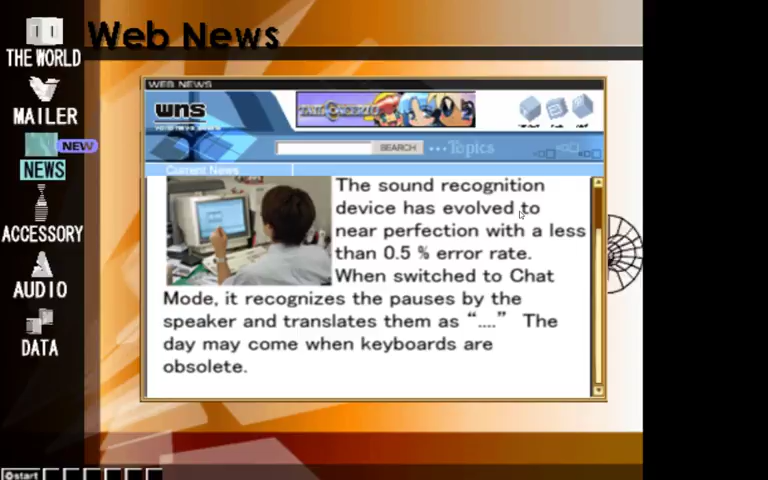 Web News
THE WORLD
MAILER
NEW
NEWS
ACCESSORY
AUDIO
DATA
WEB NEWS
wns
TAIL CONCERTO
SEARCH
...Topics
Current News
The sound recognition
device has evolved to
near perfection with a less
than 0.5 % error rate.
When switched to Chat
Mode, it recognizes the pauses by the
speaker and translates them as “....” The
day may come when keyboards are
obsolete.
start